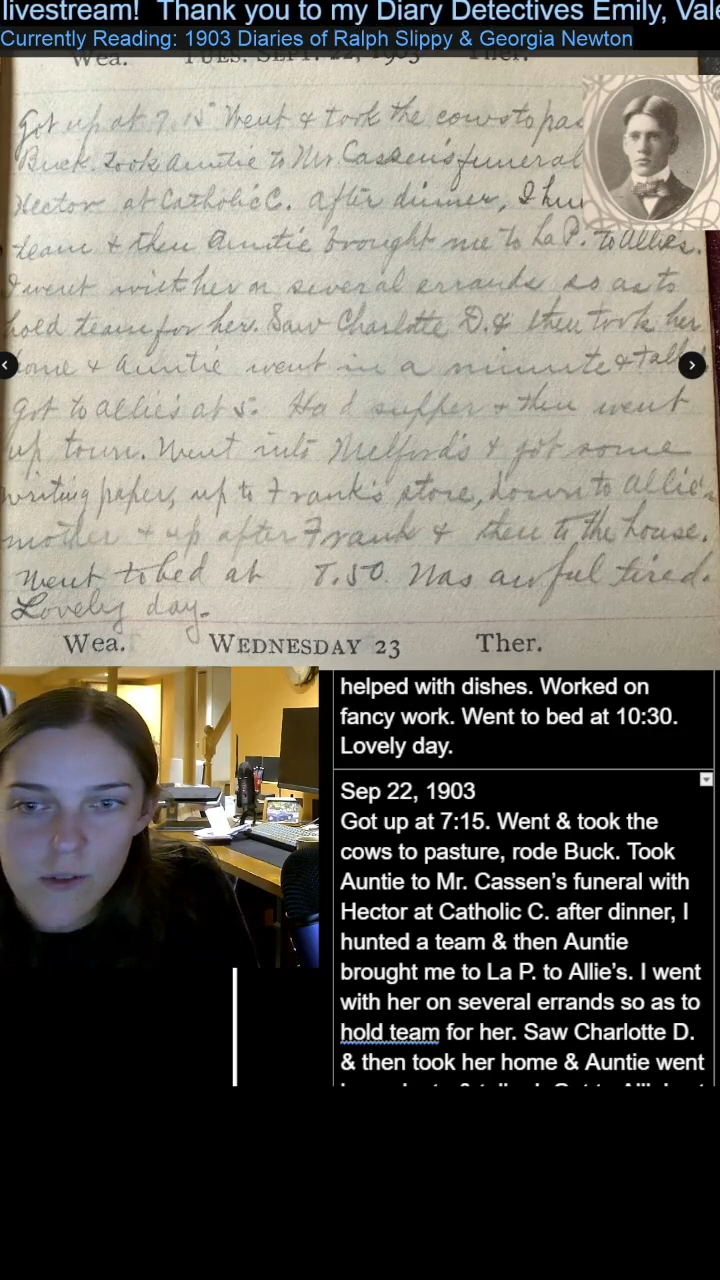 livestream! Thank you to my Diary Detectives Emily, Vale
Currently Reading: 1903 Diaries of Ralph Slippy & Georgia Newton
Wea. TUES. SEPT. 22, 1903 Ther.
Got up at 7.15 Went & took the cows to pas
Buck. Took Auntie to Mr. Cassen's funeral
Hector at Catholic C. after dinner, I hun
team & then Auntie brought me to La P. to Allies.
I went with her on several errands so as to
hold team for her. Saw Charlotte D. & then took her
home & Auntie went in a minute & talk
Got to Allie's at 5. Had supper & then went
up town. Went into Melford's & got some
writing paper, up to Frank's store, down to Allie's
mother & up after Frank & then to the house.
Went to bed at 8.50. Was awful tired.
Lovely day.
Wea. WEDNESDAY 23 Ther.
helped with dishes. Worked on
fancy work. Went to bed at 10:30.
Lovely day.
Sep 22, 1903
Got up at 7:15. Went & took the
cows to pasture, rode Buck. Took
Auntie to Mr. Cassen's funeral with
Hector at Catholic C. after dinner, I
hunted a team & then Auntie
brought me to La P. to Allie's. I went
with her on several errands so as to
hold team for her. Saw Charlotte D.
& then took her home & Auntie went